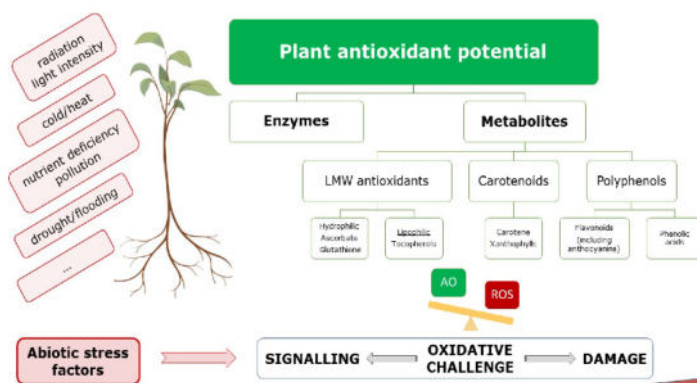 radiation
light intensity
cold/heat
nutrient deficiency
pollution
drought/flooding
...
Plant antioxidant potential
Enzymes
Metabolites
LMW antioxidants
Carotenoids
Polyphenols
Hydrophilic
Ascorbate
Glutathione
Lipophilic
Tocopherols
Carotene
Xanthophylls
Flavonoids
(including
anthocyanine)
Phenolic
acids
AO
ROS
Abiotic stress
factors
SIGNALLING
OXIDATIVE
CHALLENGE
DAMAGE